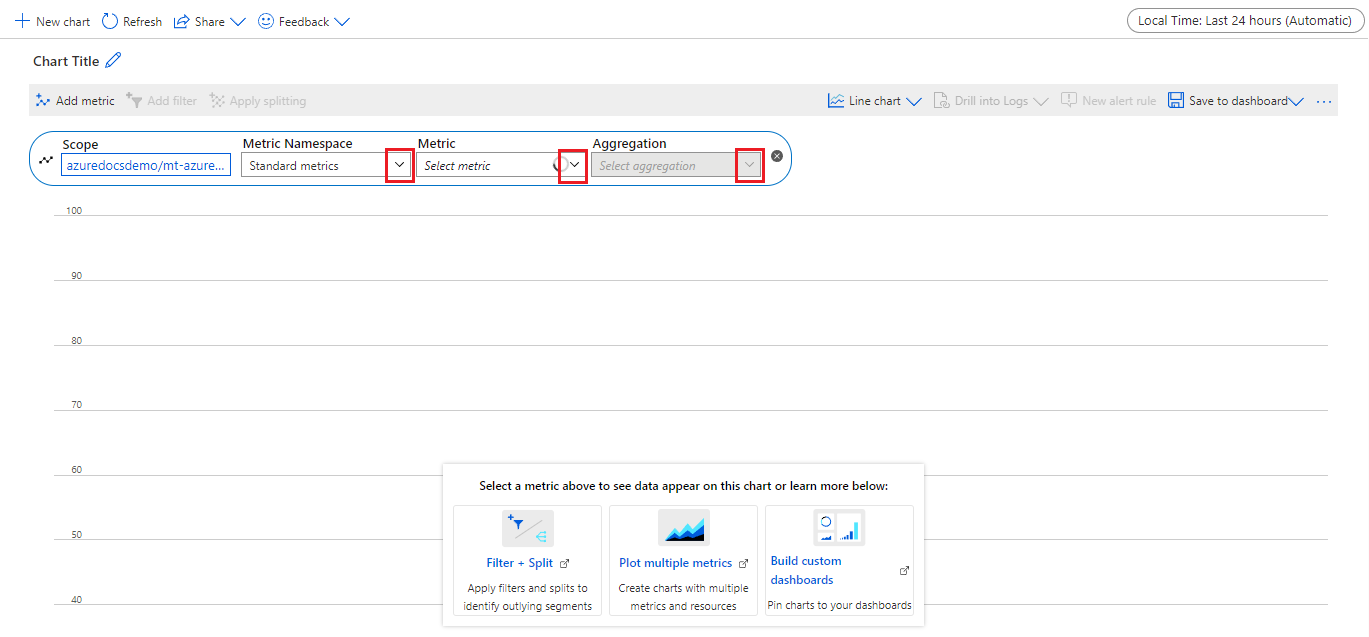 New chart Refresh Share Feedback Local Time: Last 24 hours (Automatic)
Chart Title
Add metric Add filter Apply splitting Line chart Drill into Logs New alert rule Save to dashboard ...
Scope Metric Namespace Metric Aggregation
azuredocsdemo/mt-azure... Standard metrics Select metric Select aggregation
100
90
80
70
60
Select a metric above to see data appear on this chart or learn more below:
50
Filter + Split
Apply filters and splits to
identify outlying segments
Plot multiple metrics
Create charts with multiple
metrics and resources
Build custom
dashboards
Pin charts to your dashboards
40